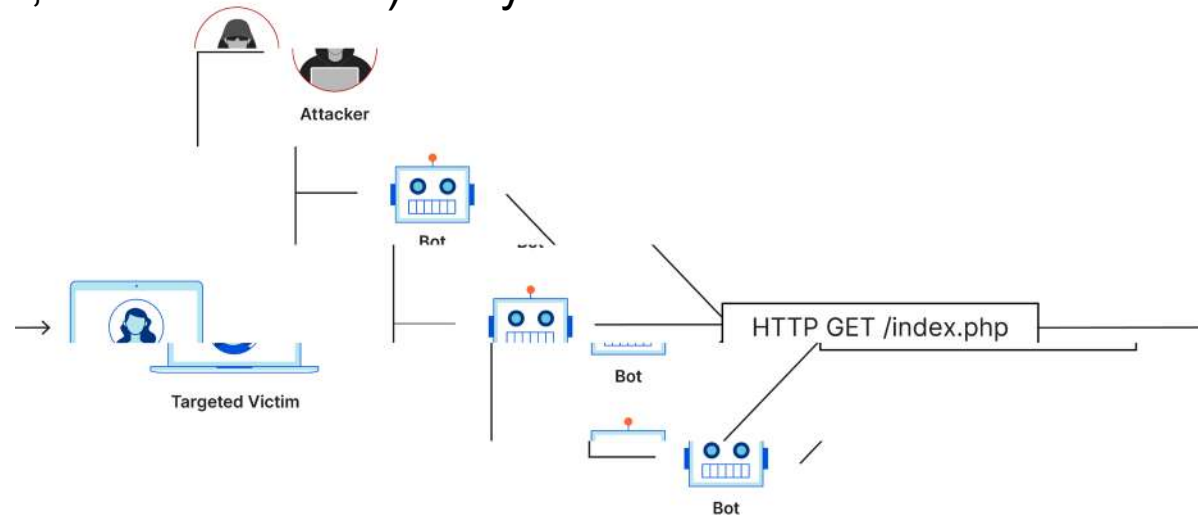 Attacker
Bot
HTTP GET /index.php
Bot
Targeted Victim
Bot